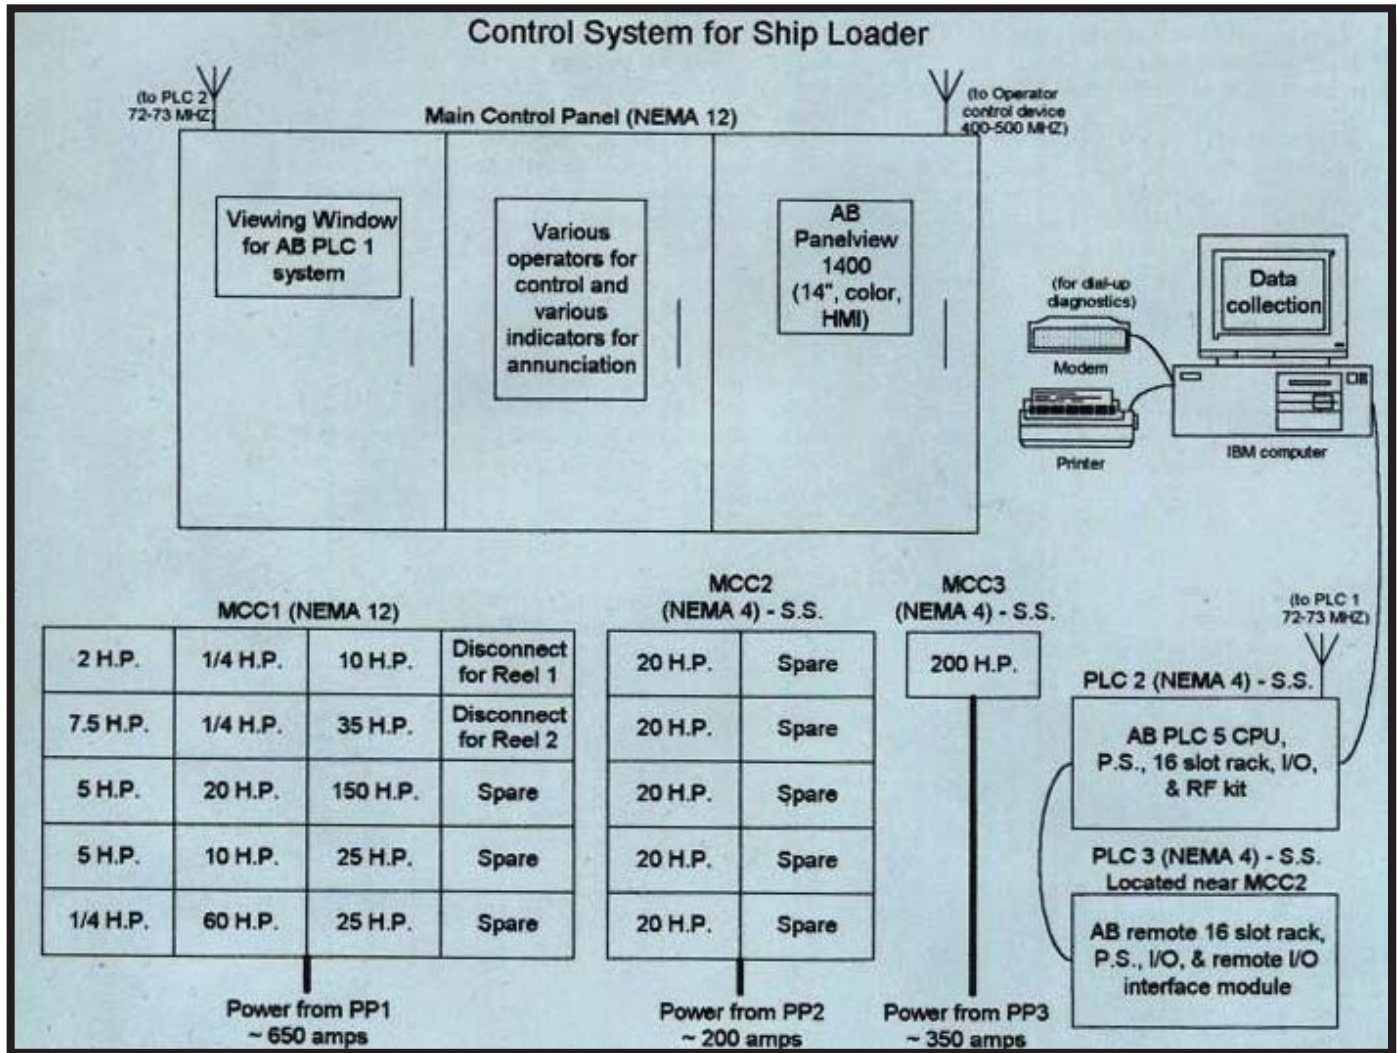 Control System for Ship Loader
(to PLC 2
72-73 MHZ)
Main Control Panel (NEMA 12)
(to Operator
control device
400-500 MHZ)
Viewing Window
for AB PLC 1
system
Various
operators for
control and
various
indicators for
annunciation
AB
Panelview
1400
(14", color,
HMI)
(for dial-up
diagnostics)
Modem
Printer
Data
collection
IBM computer
MCC1 (NEMA 12)
2 H.P. 1/4 H.P. 10 H.P. Disconnect
for Reel 1
7.5 H.P. 1/4 H.P. 35 H.P. Disconnect
for Reel 2
5 H.P. 20 H.P. 150 H.P. Spare
5 H.P. 10 H.P. 25 H.P. Spare
1/4 H.P. 60 H.P. 25 H.P. Spare
Power from PP1
~ 650 amps
MCC2
(NEMA 4) - S.S.
20 H.P. Spare
20 H.P. Spare
20 H.P. Spare
20 H.P. Spare
20 H.P. Spare
Power from PP2
~ 200 amps
MCC3
(NEMA 4) - S.S.
200 H.P.
Power from PP3
~ 350 amps
(to PLC 1
72-73 MHZ)
PLC 2 (NEMA 4) - S.S.
AB PLC 5 CPU,
P.S., 16 slot rack, I/O,
& RF kit
PLC 3 (NEMA 4) - S.S.
Located near MCC2
AB remote 16 slot rack,
P.S., I/O, & remote I/O
interface module